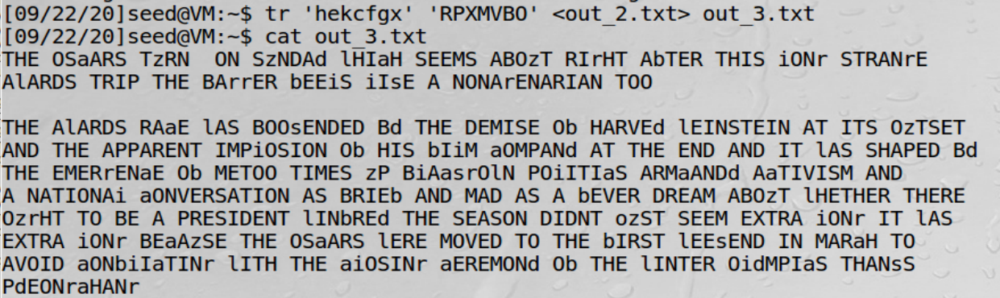 [09/22/20]seed@VM:~$ tr 'hekcfgx' 'RPXMVBO' <out_2.txt> out_3.txt
[09/22/20]seed@VM:~$ cat out_3.txt
THE OSaARS TzRN  ON SzNDAd lHIaH SEEMS ABOzT RIrHT AbTER THIS iONr STRANrE
AlARDS TRIP THE BArrER bEEiS iIsE A NONArENARIAN TOO
THE AlARDS RAaE lAS BOOsENDED Bd THE DEMISE Ob HARVEd lEINSTEIN AT ITS OzTSET
AND THE APPARENT IMPiOSION Ob HIS bIiM aOMPANd AT THE END AND IT lAS SHAPED Bd
THE EMERrENaE Ob METOO TIMES zP BiAasrOlN POiITIaS ARMaANDd AaTIVISM AND
A NATIONAi aONVERSATION AS BRIEb AND MAD AS A bEVER DREAM ABOzT lHETHER THERE
OzrHT TO BE A PRESIDENT lINbREd THE SEASON DIDNT ozST SEEM EXTRA iONr IT lAS
EXTRA iONr BEaAzSE THE OSaARS lERE MOVED TO THE bIRST lEEsEND IN MARaH TO
AVOID aONbiIaTINr lITH THE aiOSINr aEREMONd Ob THE lINTER OidMPIaS THANsS
PdEONraHANr